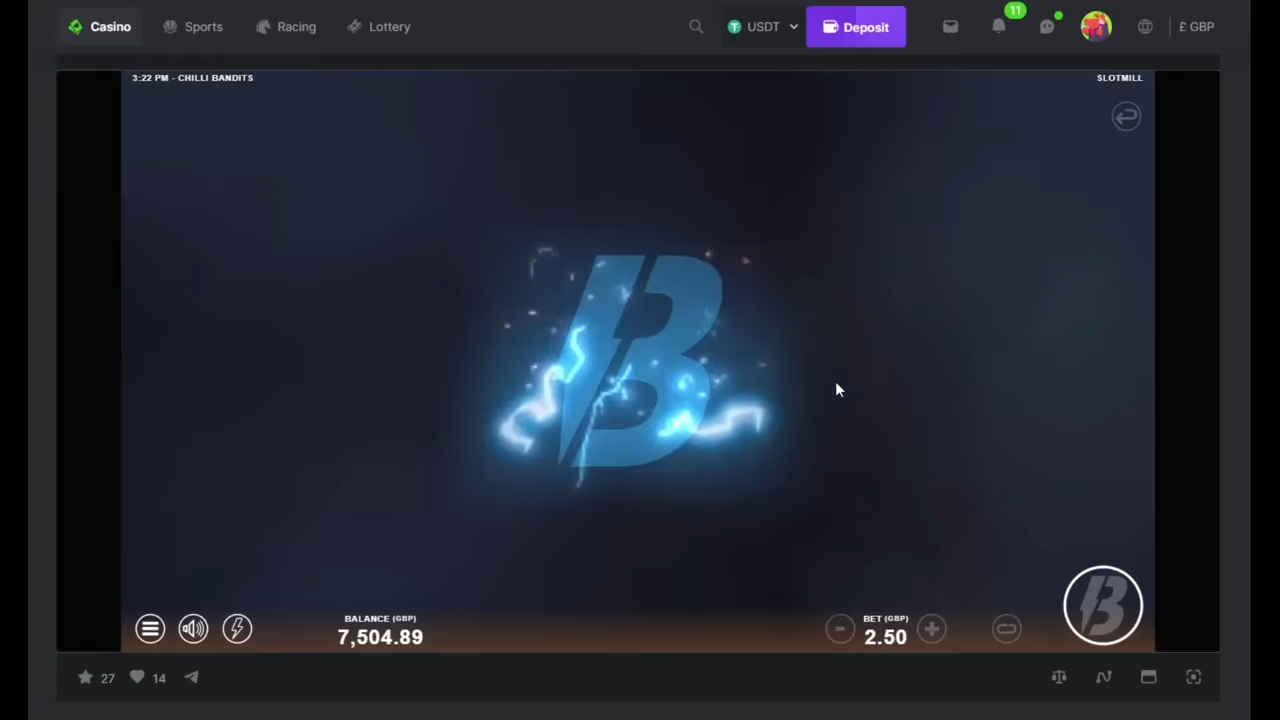 Casino Sports Racing Lottery USDT Deposit 11 £ GBP
3:22 PM - CHILLI BANDITS SLOTMILL
B
BALANCE (GBP) BET (GBP)
7,504.89 - 2.50 + B
27 14